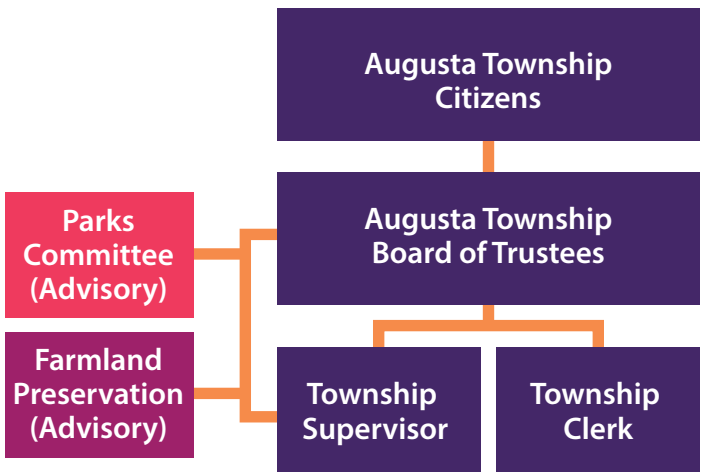 Augusta Township
Citizens
Augusta Township
Board of Trustees
Parks
Committee
(Advisory)
Farmland
Preservation
(Advisory)
Township
Supervisor
Township
Clerk